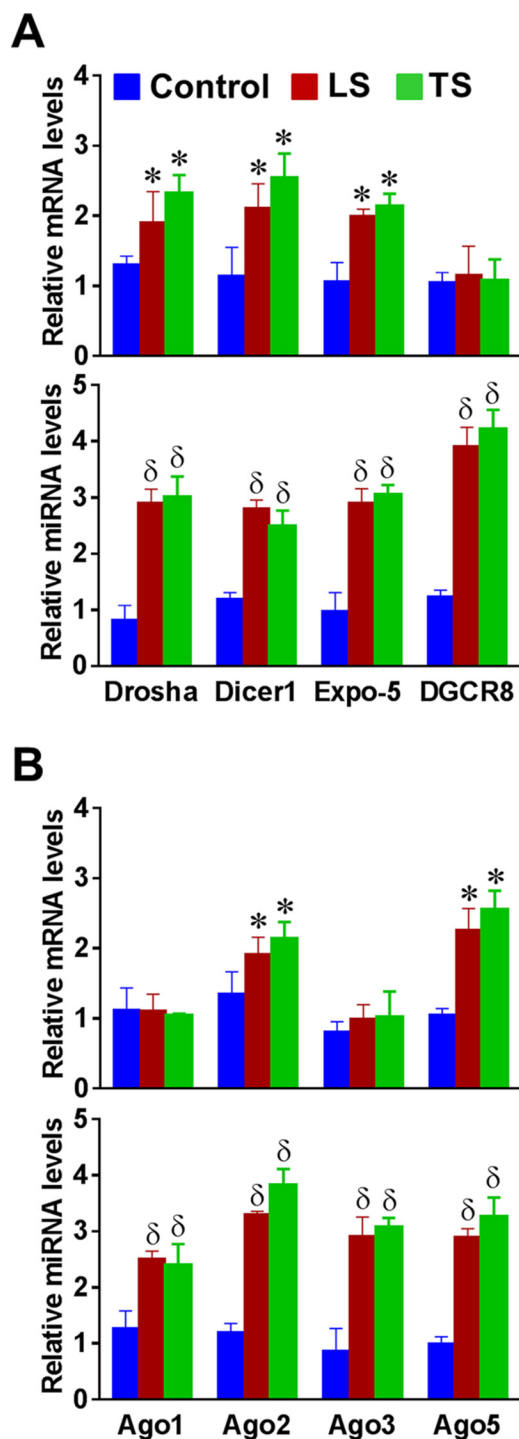 A
Control LS TS
Relative mRNA levels
4
3
2
1
0
* * * * * *
Relative miRNA levels
5
4
3
2
1
0
δ δ δ δ δ δ δ δ
Drosha Dicer1 Expo-5 DGCR8
B
Relative mRNA levels
4
3
2
1
0
* * * *
Relative miRNA levels
5
4
3
2
1
0
δ δ δ δ δ δ δ δ
Ago1 Ago2 Ago3 Ago5